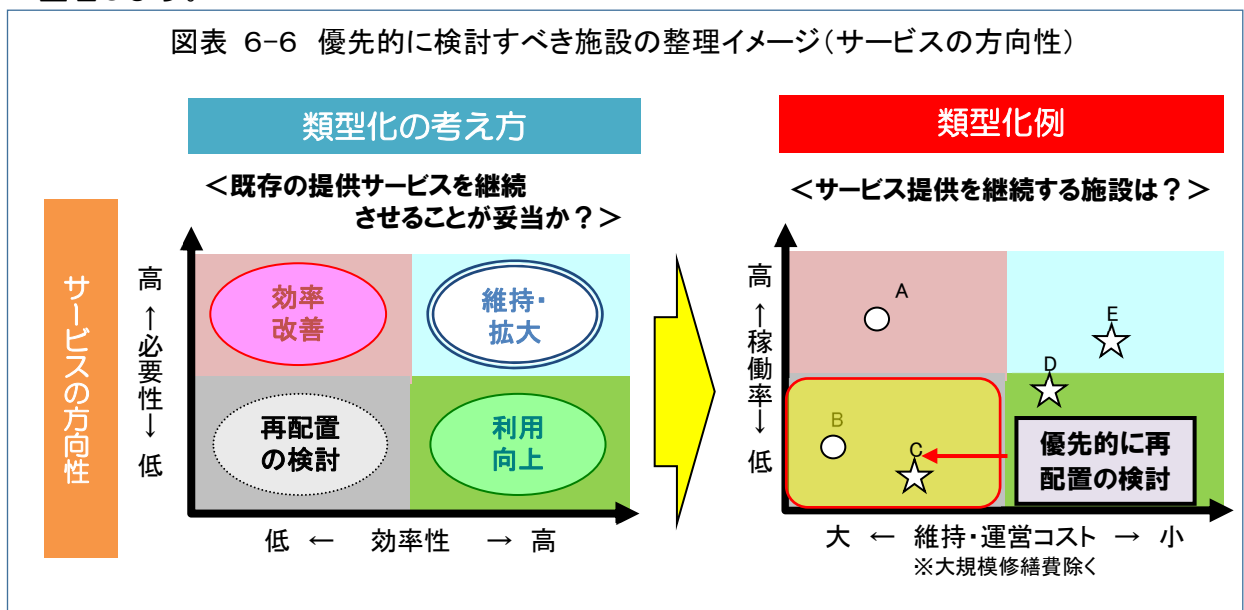 図表 6-6 優先的に検討すべき施設の整理イメージ(サービスの方向性)
類型化の考え方
<既存の提供サービスを継続
させることが妥当か?>
サービスの方向性
高
↑
必要性
↓
低
効率
改善
維持・
拡大
再配置
の検討
利用
向上
低 ← 効率性 → 高
類型化例
<サービス提供を継続する施設は?>
高
↑
稼働率
↓
低
A
E
D
B
C
優先的に再
配置の検討
大 ← 維持・運営コスト → 小
※大規模修繕費除く